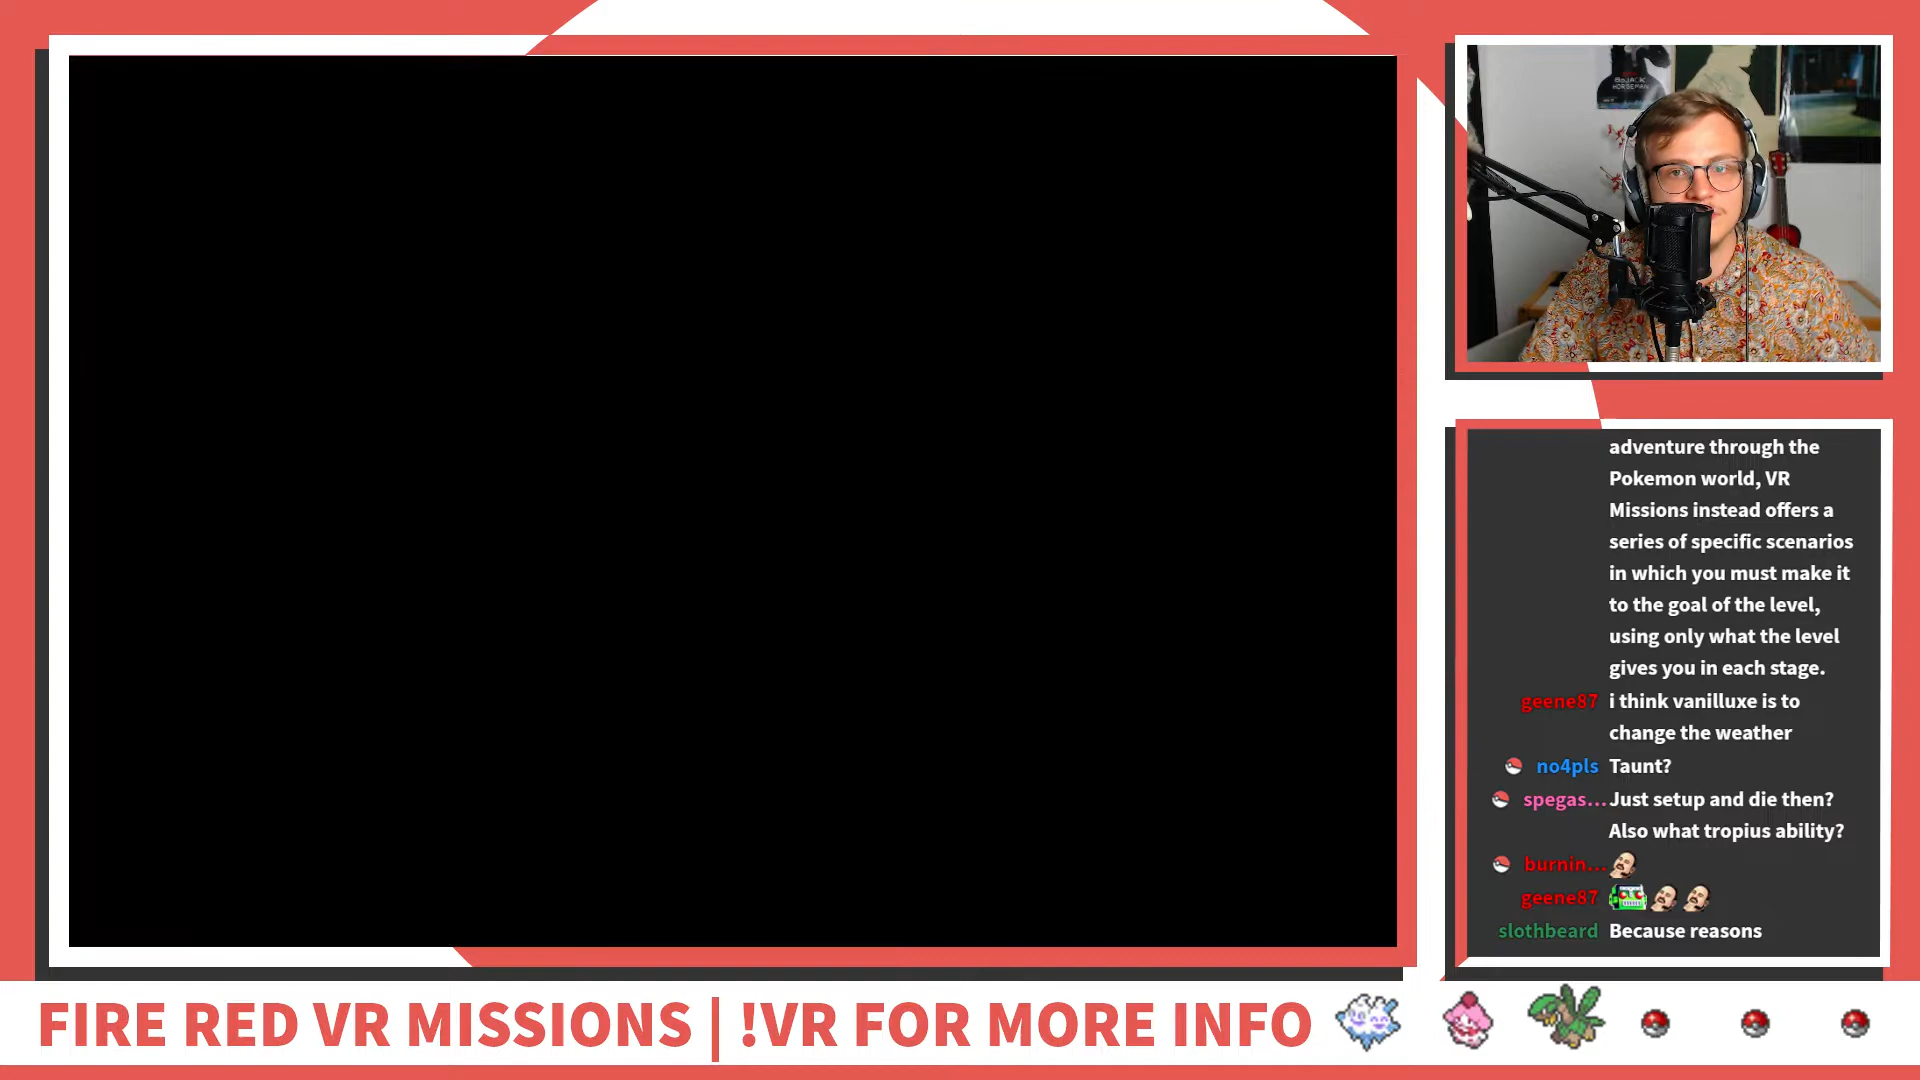 BOJACK
HORSEMAN
adventure through the
Pokemon world, VR
Missions instead offers a
series of specific scenarios
in which you must make it
to the goal of the level,
using only what the level
gives you in each stage.
geene87 i think vanilluxe is to
change the weather
no4pls Taunt?
spegas... Just setup and die then?
Also what tropius ability?
burnin...
geene87
slothbeard Because reasons
FIRE RED VR MISSIONS | !VR FOR MORE INFO